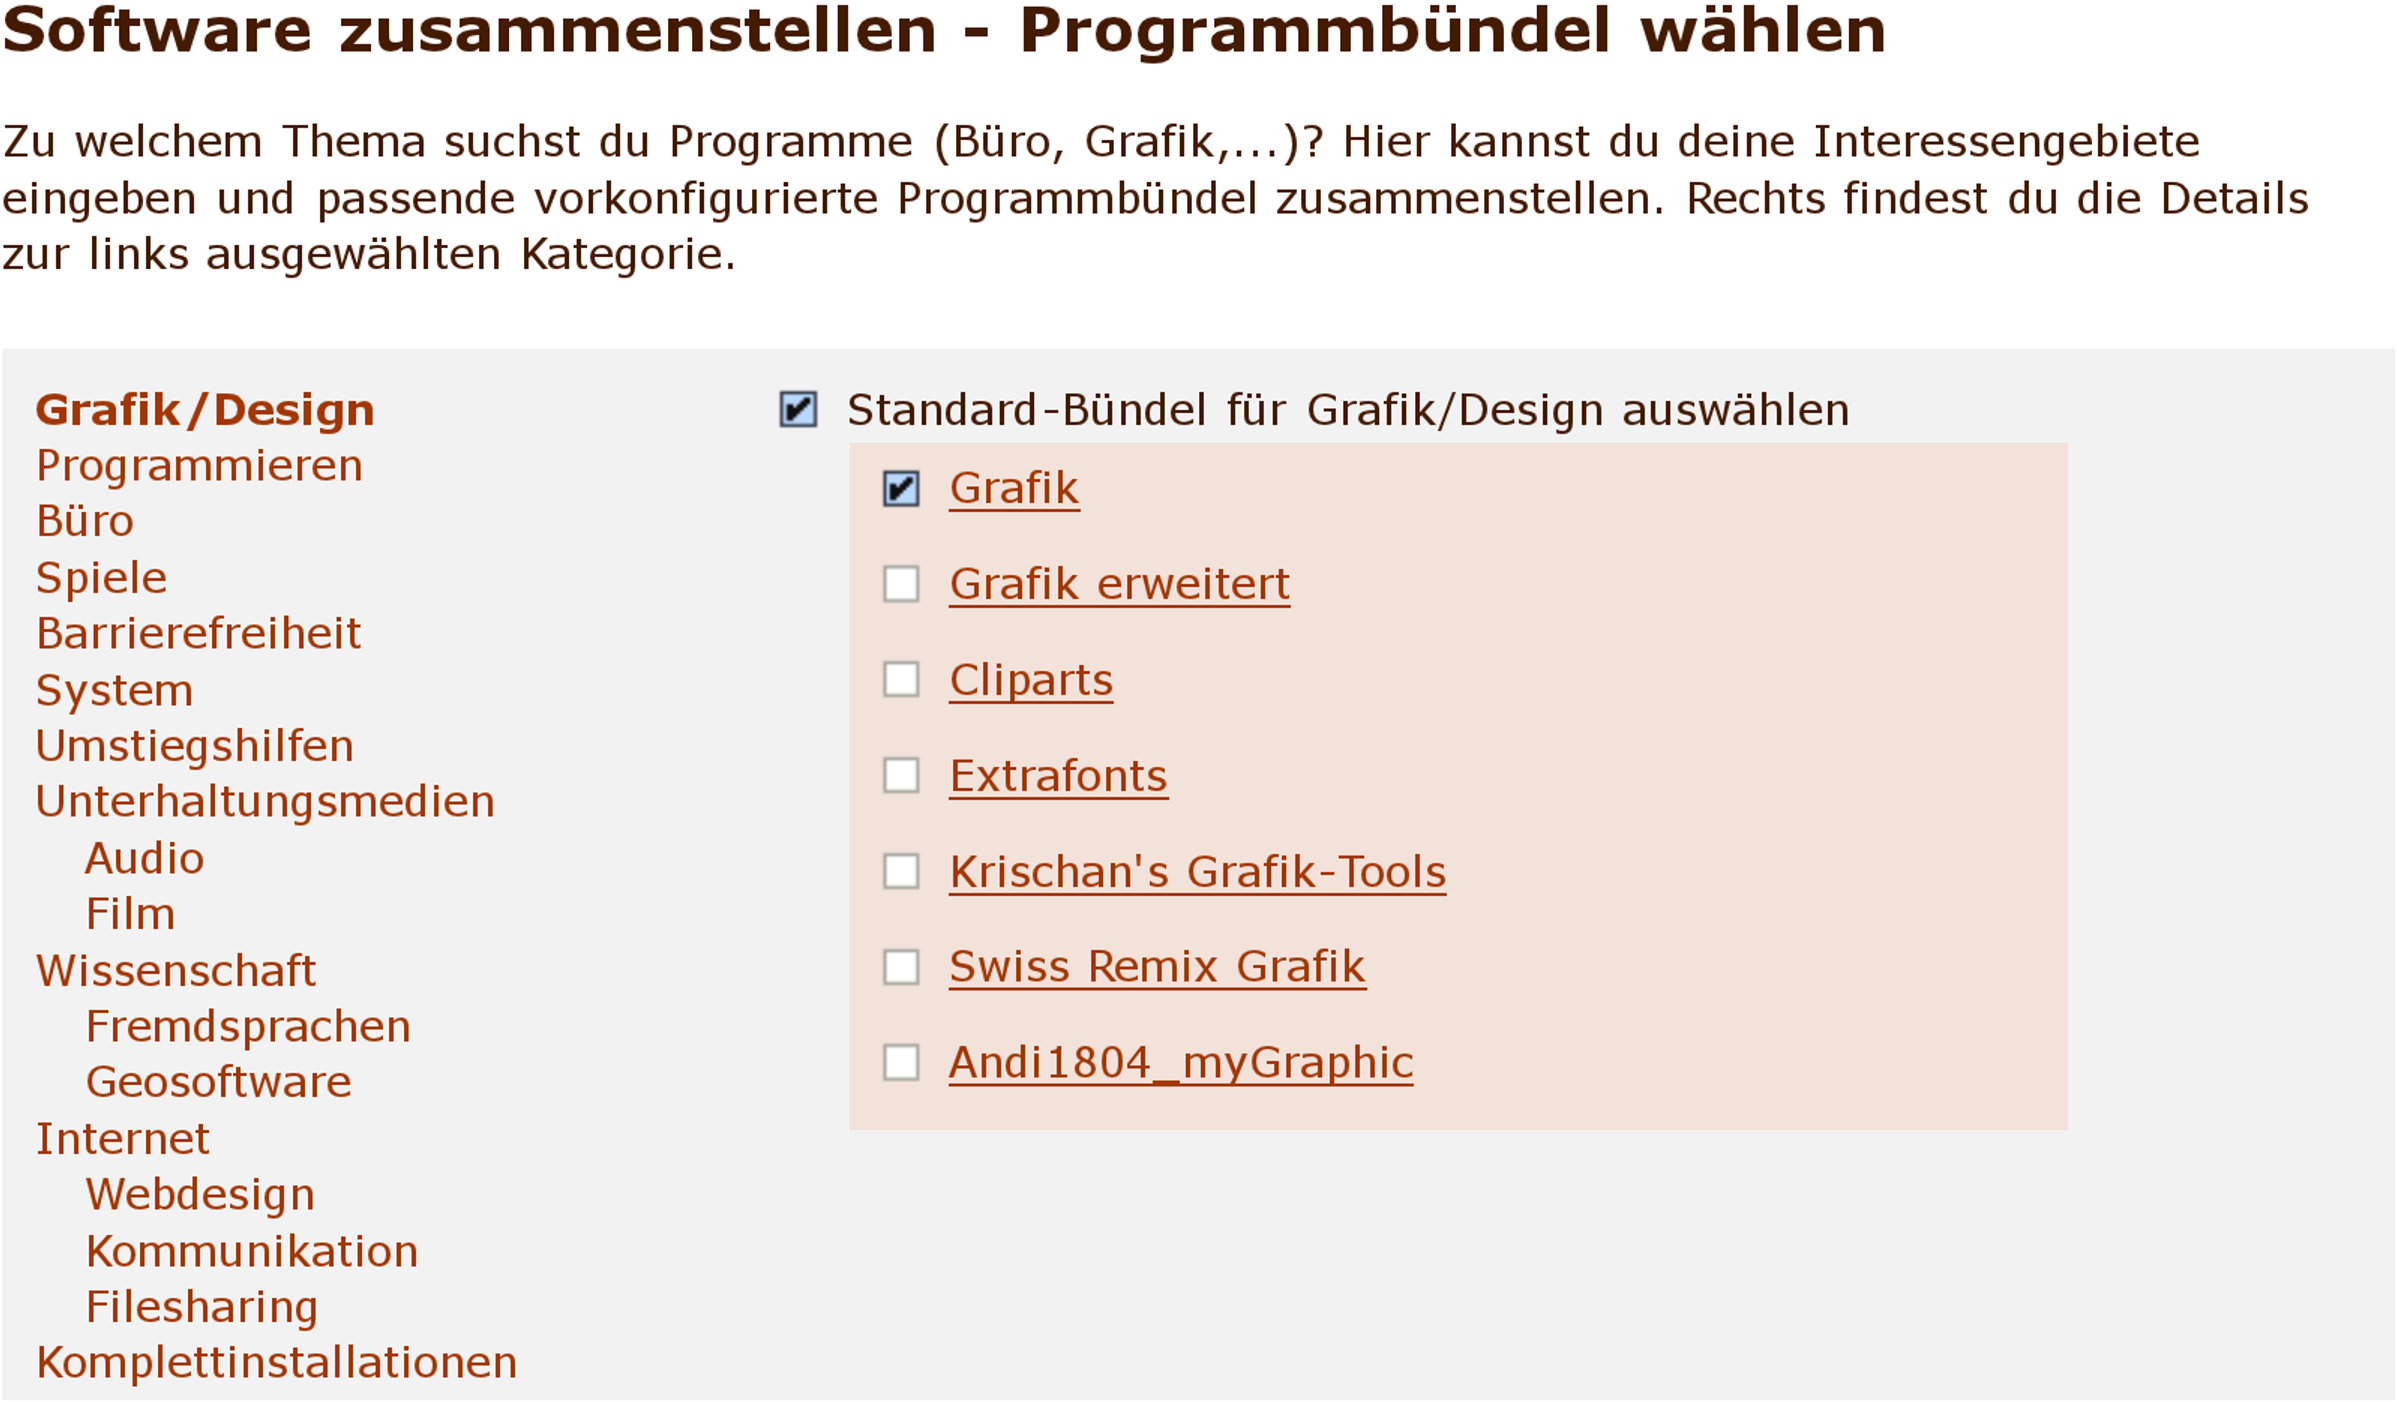 Software zusammenstellen - Programmbündel wählen
Zu welchem Thema suchst du Programme (Büro, Grafik,...)? Hier kannst du deine Interessengebiete
eingeben und passende vorkonfigurierte Programmbündel zusammenstellen. Rechts findest du die Details
zur links ausgewählten Kategorie.
Grafik/Design
Programmieren
Büro
Spiele
Barrierefreiheit
System
Umstiegshilfen
Unterhaltungsmedien
Audio
Film
Wissenschaft
Fremdsprachen
Geosoftware
Internet
Webdesign
Kommunikation
Filesharing
Komplettinstallationen
Standard-Bündel für Grafik/Design auswählen
Grafik
Grafik erweitert
Cliparts
Extrafonts
Krischan's Grafik-Tools
Swiss Remix Grafik
Andi1804_myGraphic